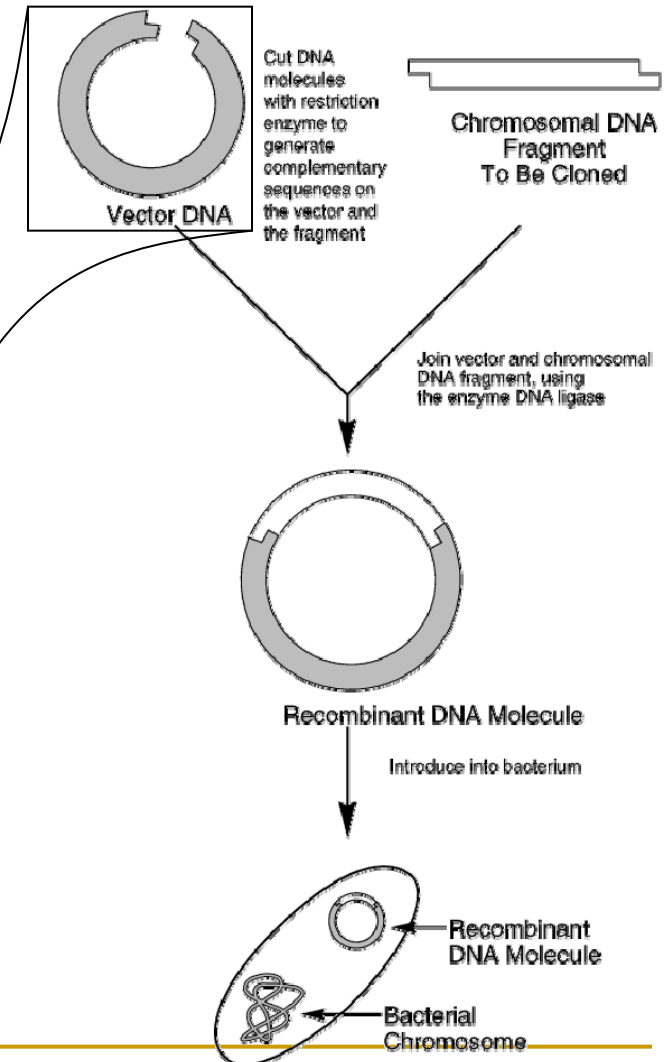 Cut DNA
molecules
with restriction
enzyme to
generate
complementary
sequences on
the vector and
the fragment
Vector DNA
Chromosomal DNA
Fragment
To Be Cloned
Join vector and chromosomal
DNA fragment, using
the enzyme DNA ligase
Recombinant DNA Molecule
Introduce into bacterium
Recombinant
DNA Molecule
Bacterial
Chromosome